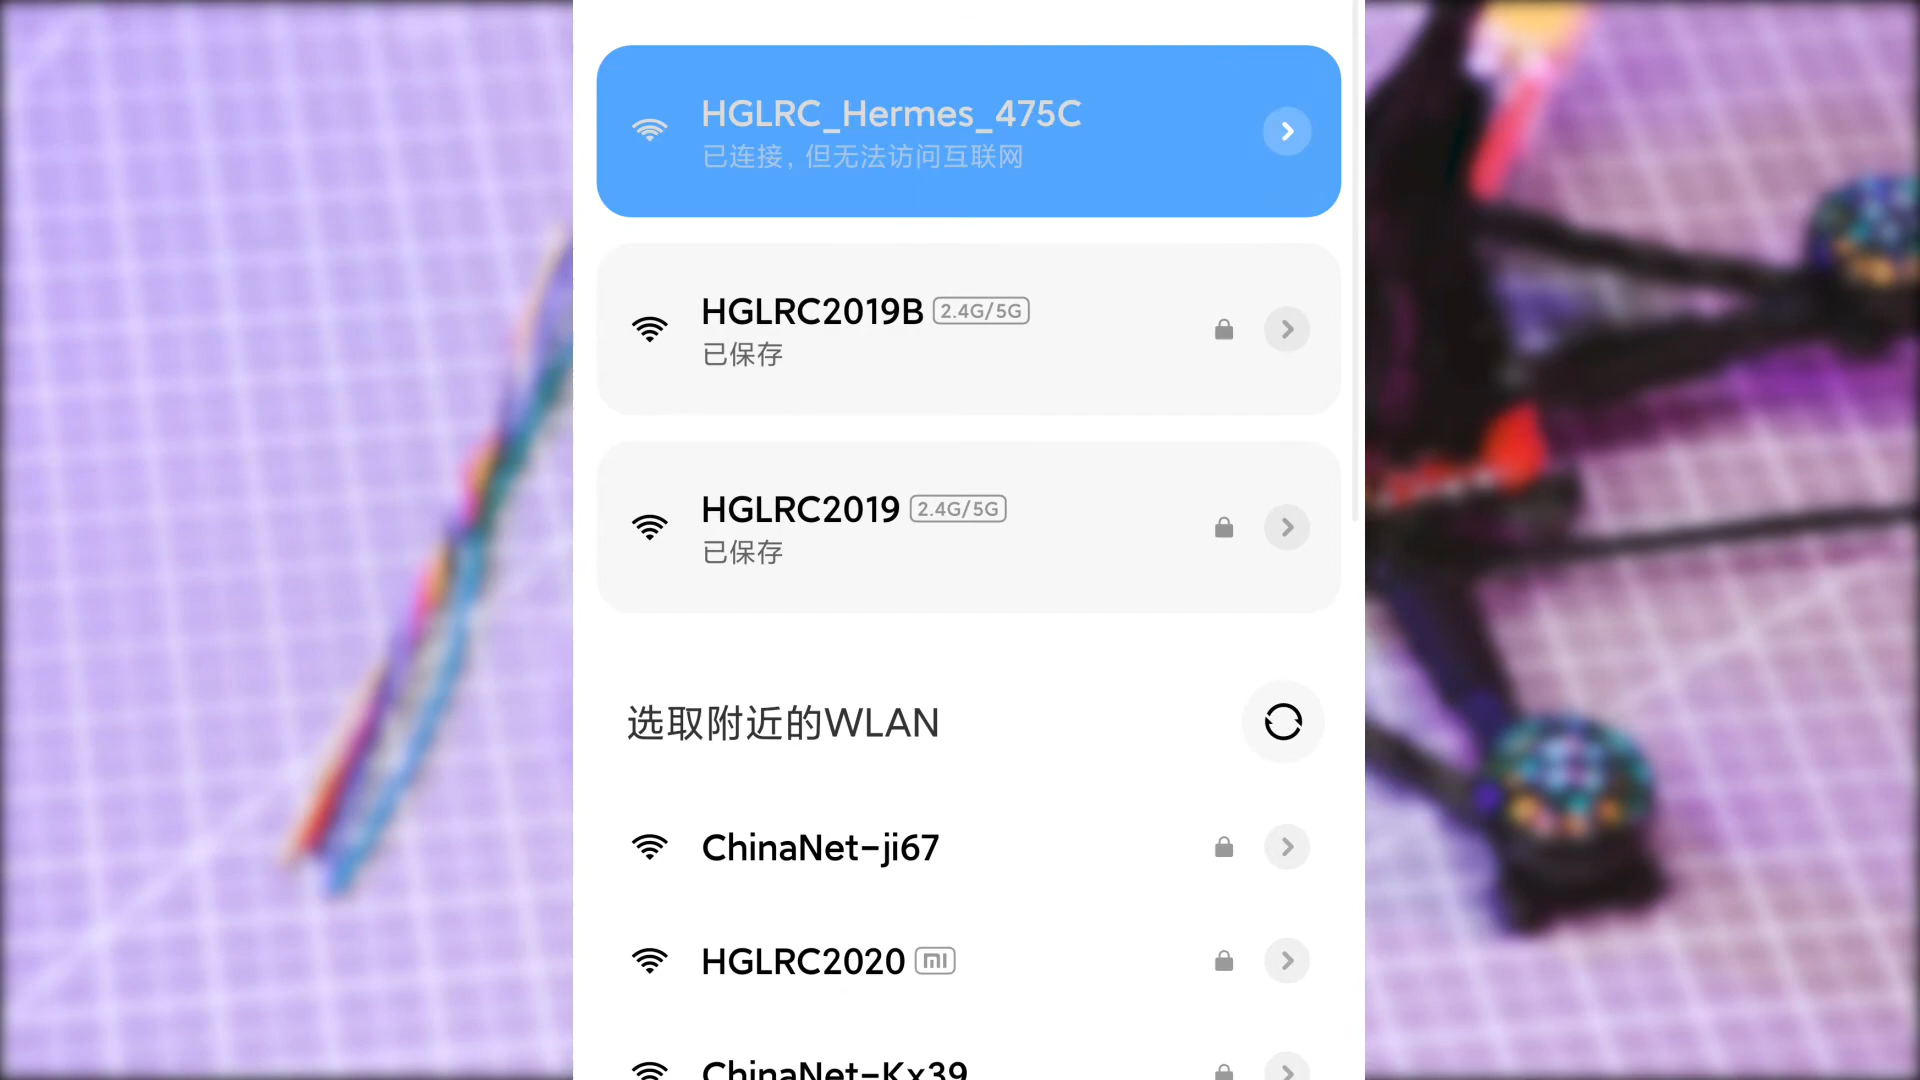 HGLRC_Hermes_475C
已连接，但无法访问互联网
HGLRC2019B 2.4G/5G
已保存
HGLRC2019 2.4G/5G
已保存
选取附近的WLAN
ChinaNet-ji67
HGLRC2020 mi
ChinaNet-Kx39